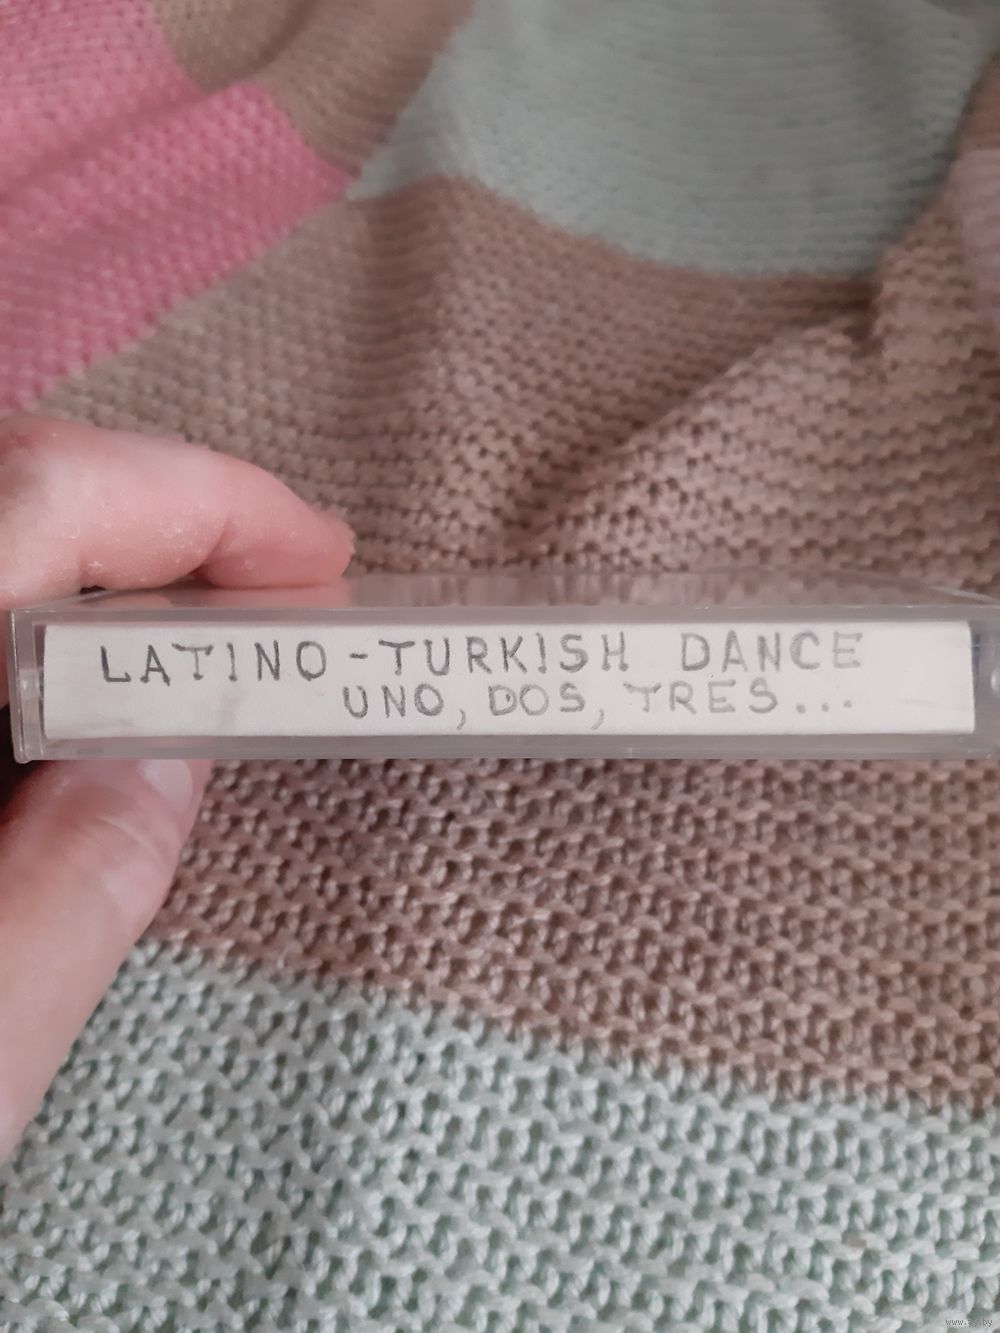 LATINO-TURKISH DANCE
UNO, DOS, TRES...